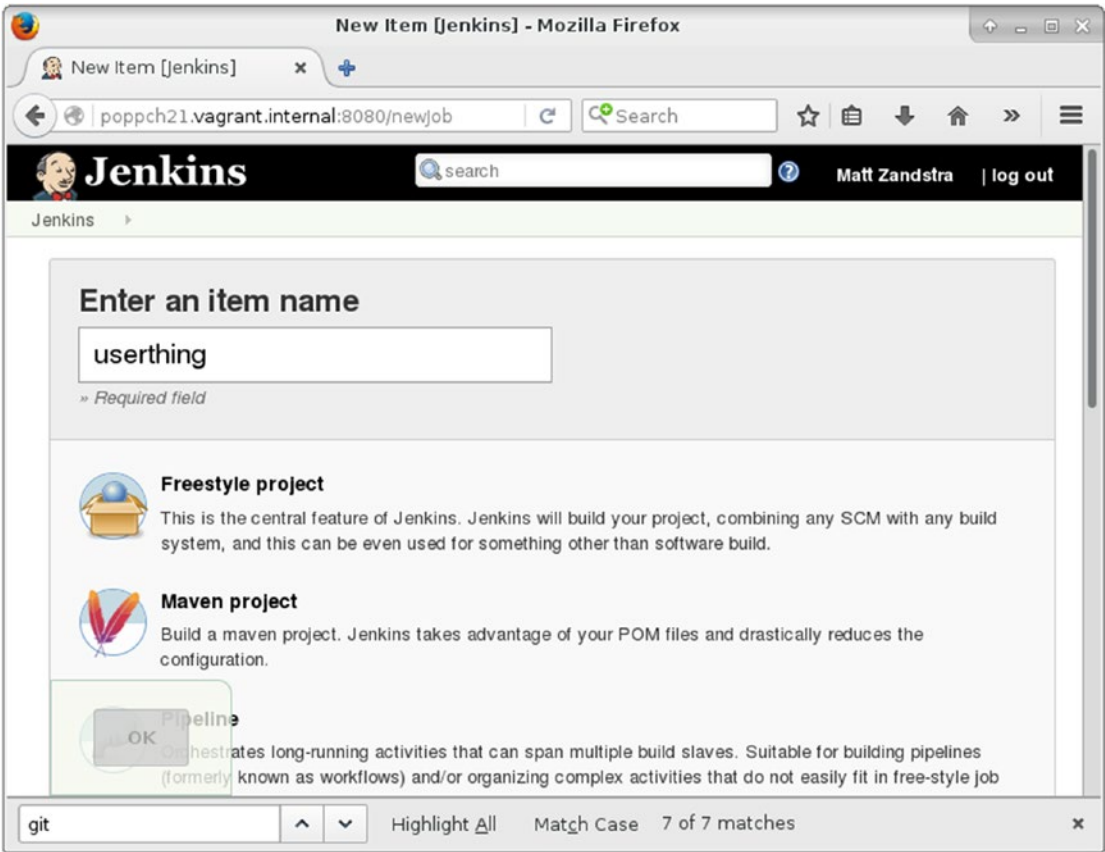 New Item [Jenkins] - Mozilla Firefox
New Item [Jenkins]
poppch21.vagrant.internal:8080/newJob
Search
Jenkins
search
Matt Zandstra
| log out
Jenkins
Enter an item name
userthing
» Required field
Freestyle project
This is the central feature of Jenkins. Jenkins will build your project, combining any SCM with any build
system, and this can be even used for something other than software build.
Maven project
Build a maven project. Jenkins takes advantage of your POM files and drastically reduces the
configuration.
Pipeline
OK
Orchestrates long-running activities that can span multiple build slaves. Suitable for building pipelines
(formerly known as workflows) and/or organizing complex activities that do not easily fit in free-style job
git
Highlight All
Match Case
7 of 7 matches